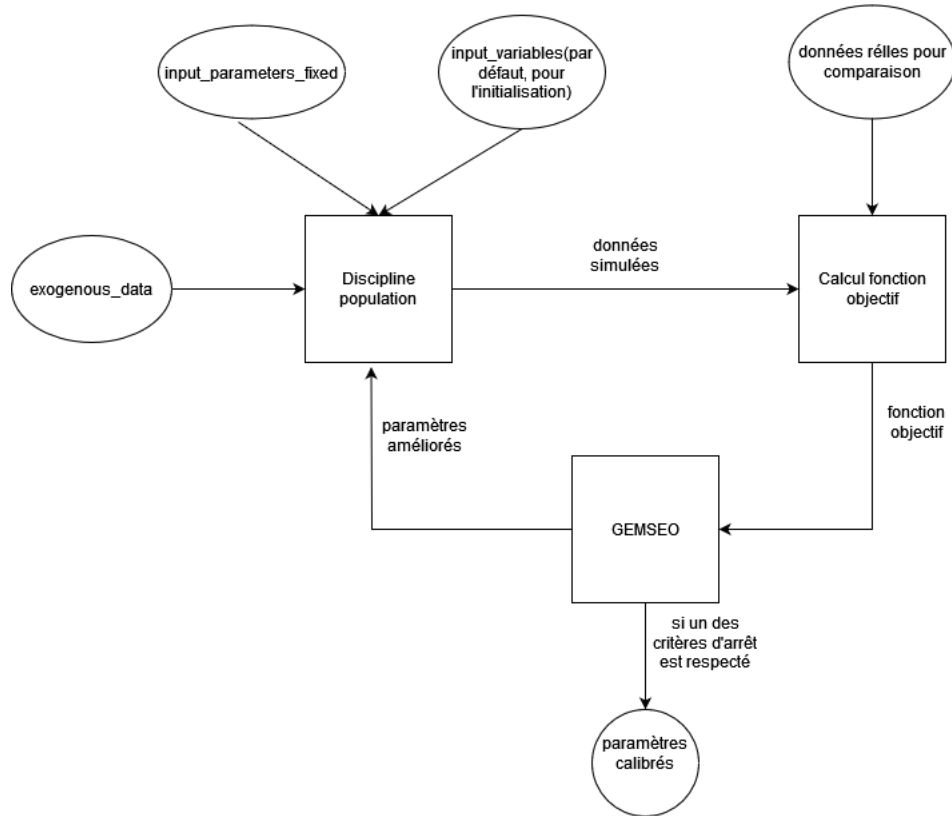 input_parameters_fixed
input_variables(par
défaut, pour
l'initialisation)
données rélles pour
comparaison
exogenous_data
Discipline
population
données
simulées
Calcul fonction
objectif
paramètres
améliorés
fonction
objectif
GEMSEO
si un des
critères d'arrêt
est respecté
paramètres
calibrés